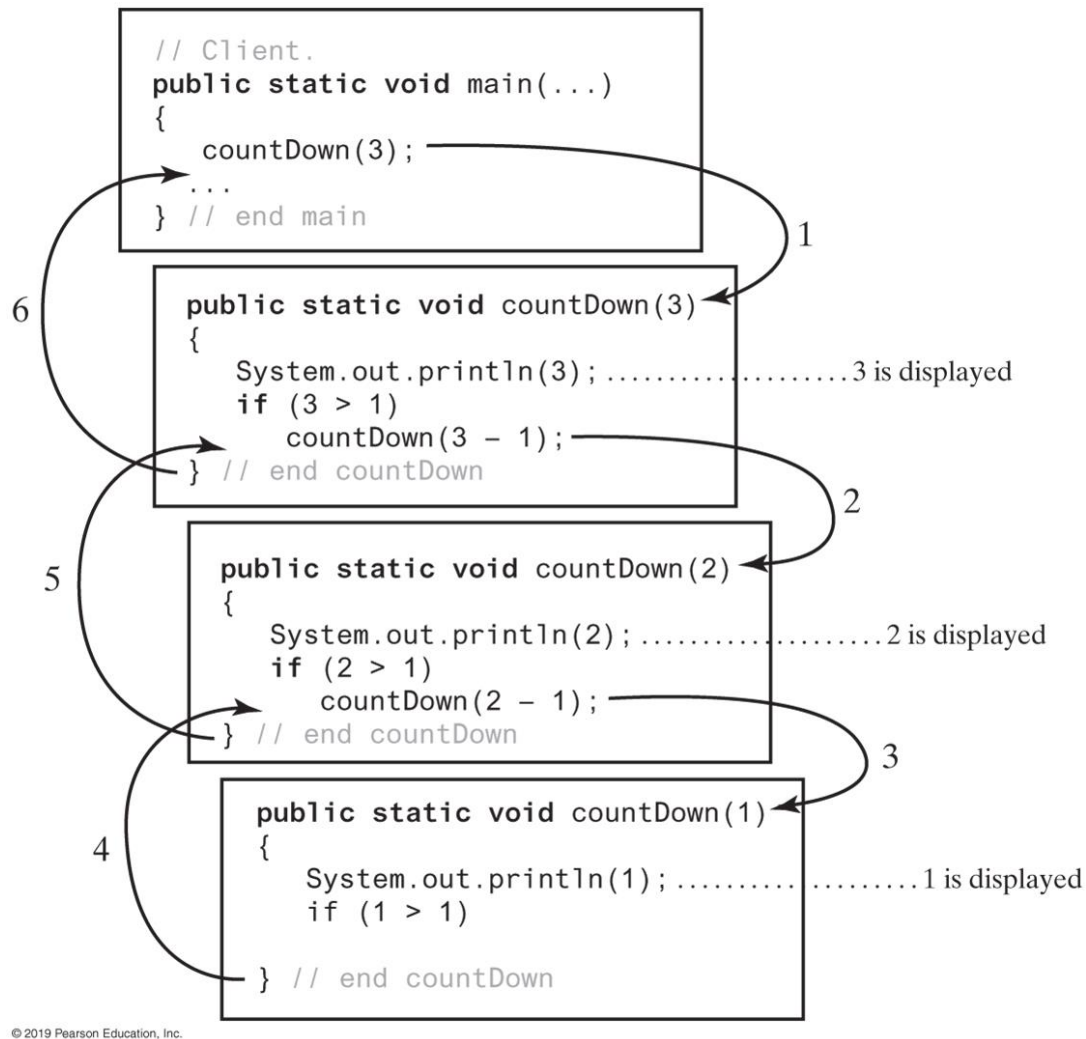 // Client.
public static void main(...)
{
countDown(3);
...
} // end main
1
6
public static void countDown(3)
{
System.out.println(3); ..................... 3 is displayed
if (3 > 1)
countDown(3 – 1);
} // end countDown
2
5
public static void countDown(2)
{
System.out.println(2); ..................... 2 is displayed
if (2 > 1)
countDown(2 – 1);
} // end countDown
3
4
public static void countDown(1)
{
System.out.println(1); ..................... 1 is displayed
if (1 > 1)
} // end countDown
© 2019 Pearson Education, Inc.